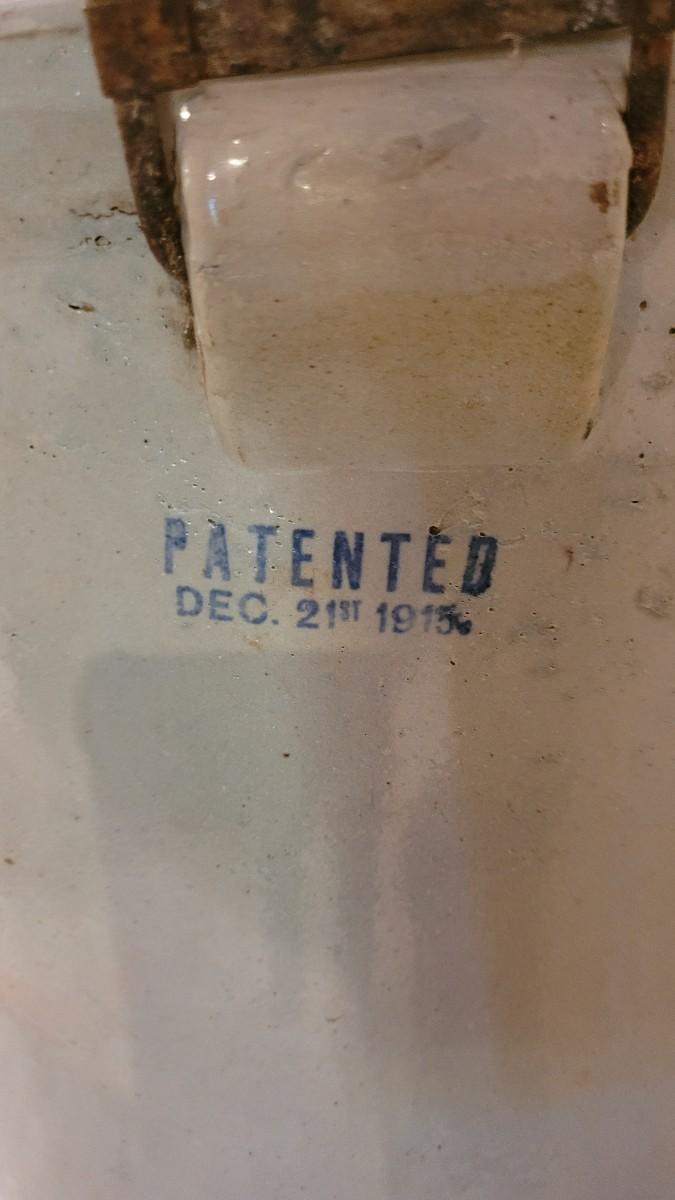 PATENTED
DEC. 21ST 1915.